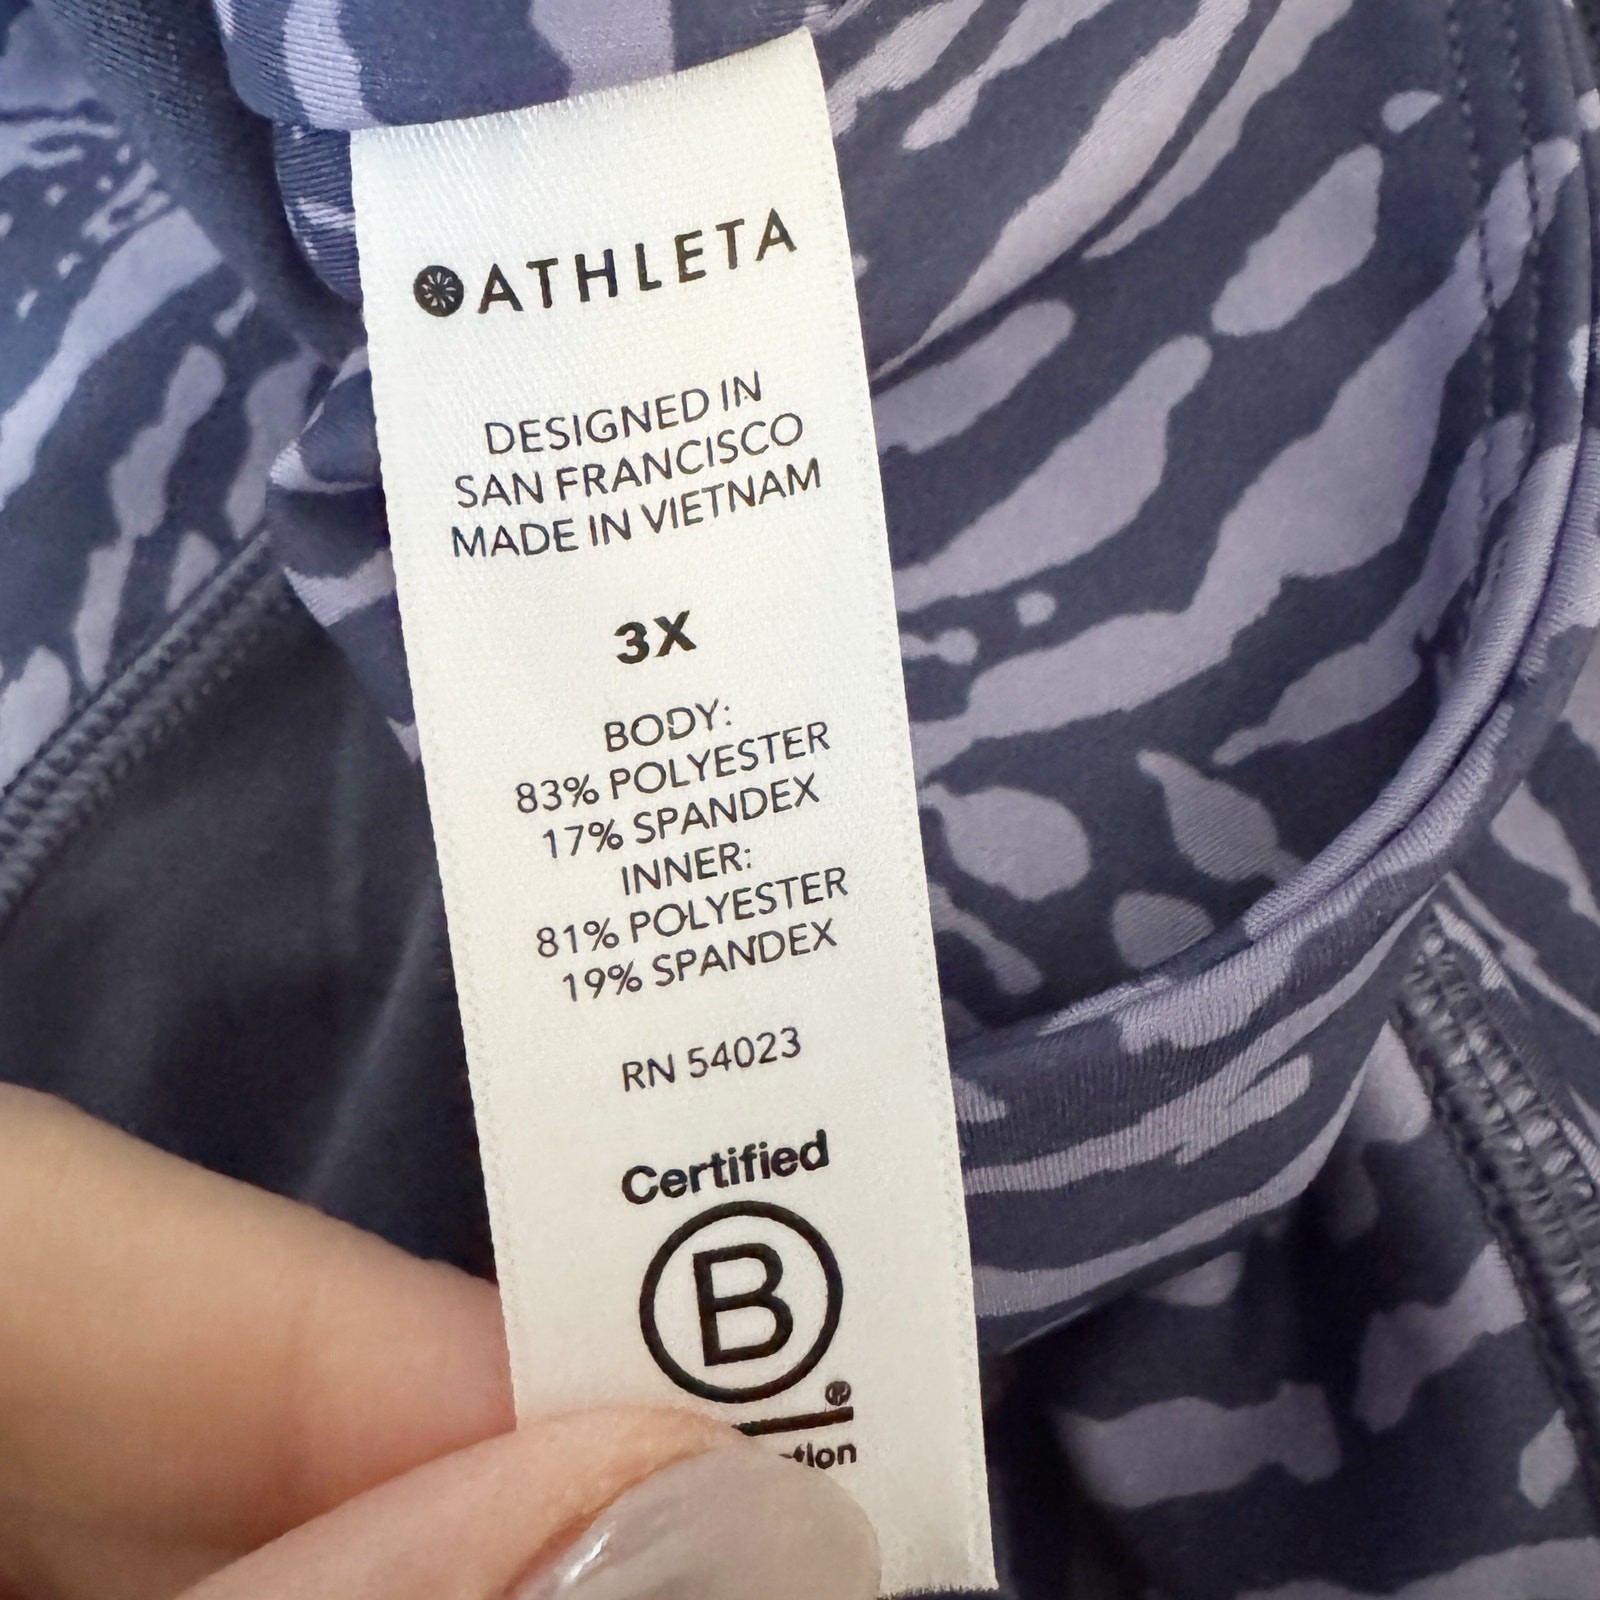 ATHLETA
DESIGNED IN
SAN FRANCISCO
MADE IN VIETNAM
3X
BODY:
83% POLYESTER
17% SPANDEX
INNER:
81% POLYESTER
19% SPANDEX
RN 54023
Certified
B
®